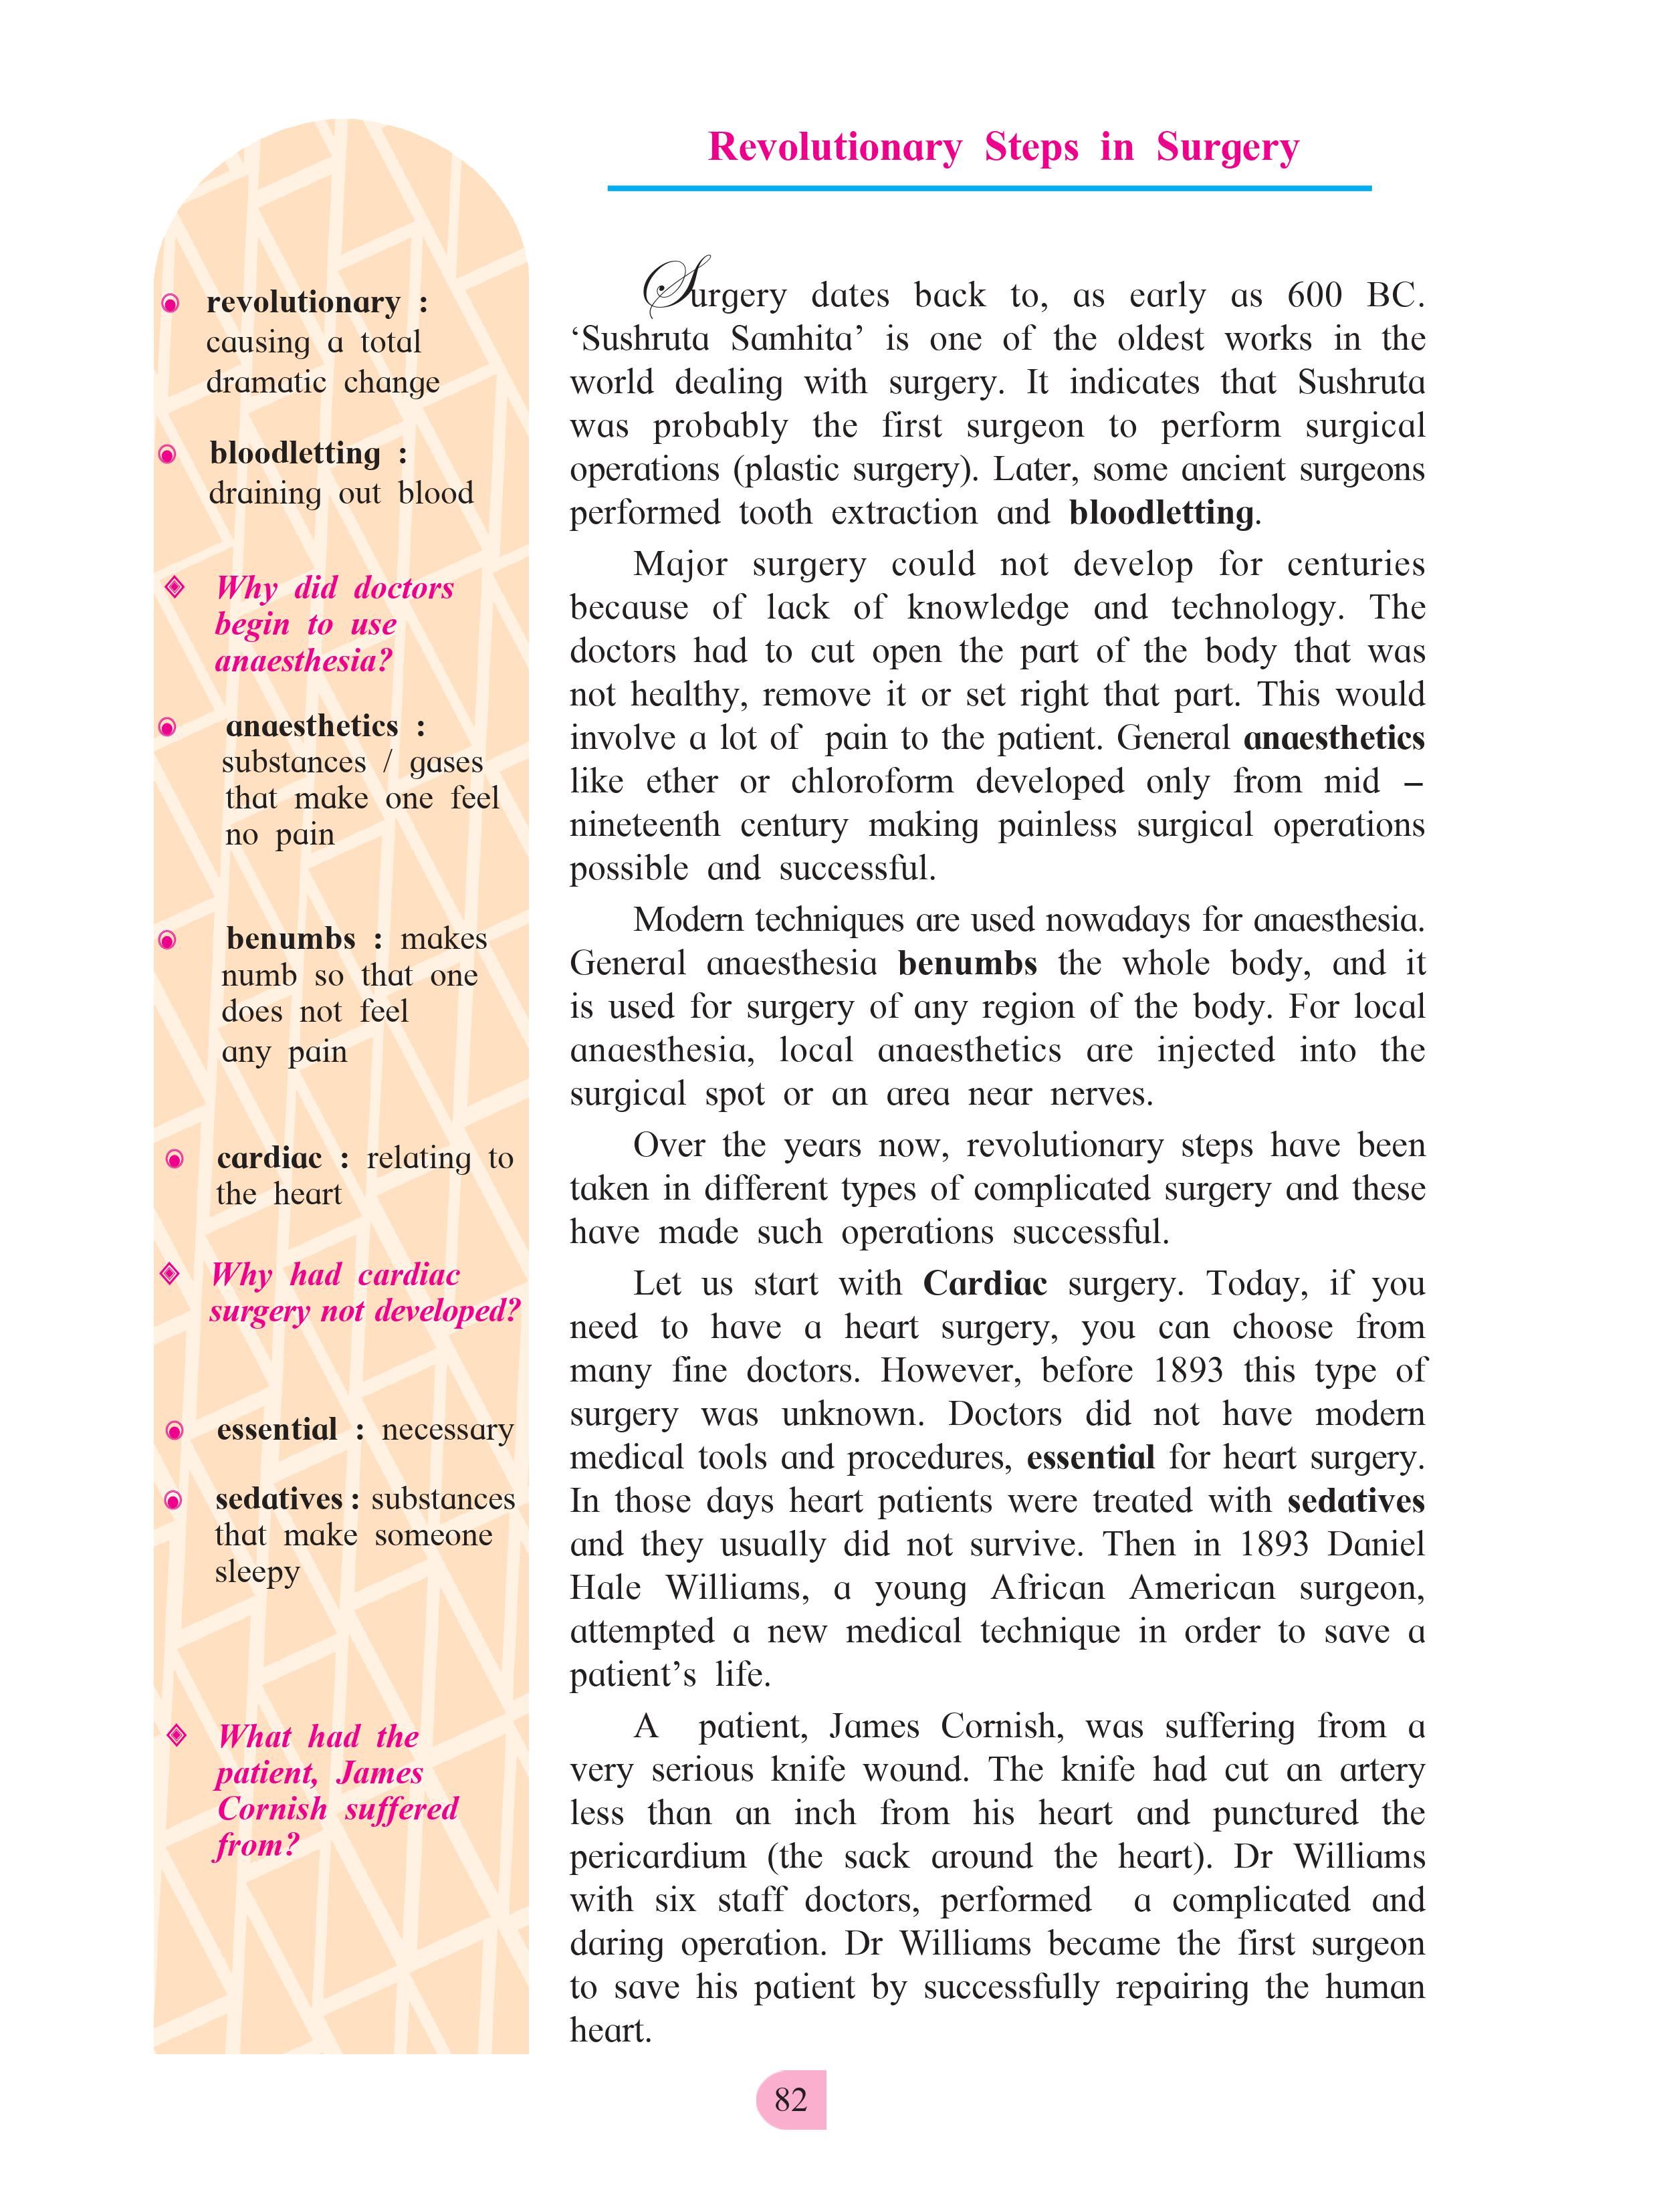 Revolutionary Steps in Surgery
revolutionary :
causing a total
dramatic change
bloodletting :
draining out blood
Why did doctors
begin to use
anaesthesia?
anaesthetics :
substances / gases
that make one feel
no pain
benumbs : makes
numb so that one
does not feel
any pain
cardiac : relating to
the heart
Why had cardiac
surgery not developed?
essential : necessary
sedatives : substances
that make someone
sleepy
What had the
patient, James
Cornish suffered
from?
Surgery dates back to, as early as 600 BC.
‘Sushruta Samhita’ is one of the oldest works in the
world dealing with surgery. It indicates that Sushruta
was probably the first surgeon to perform surgical
operations (plastic surgery). Later, some ancient surgeons
performed tooth extraction and bloodletting.
Major surgery could not develop for centuries
because of lack of knowledge and technology. The
doctors had to cut open the part of the body that was
not healthy, remove it or set right that part. This would
involve a lot of pain to the patient. General anaesthetics
like ether or chloroform developed only from mid –
nineteenth century making painless surgical operations
possible and successful.
Modern techniques are used nowadays for anaesthesia.
General anaesthesia benumbs the whole body, and it
is used for surgery of any region of the body. For local
anaesthesia, local anaesthetics are injected into the
surgical spot or an area near nerves.
Over the years now, revolutionary steps have been
taken in different types of complicated surgery and these
have made such operations successful.
Let us start with Cardiac surgery. Today, if you
need to have a heart surgery, you can choose from
many fine doctors. However, before 1893 this type of
surgery was unknown. Doctors did not have modern
medical tools and procedures, essential for heart surgery.
In those days heart patients were treated with sedatives
and they usually did not survive. Then in 1893 Daniel
Hale Williams, a young African American surgeon,
attempted a new medical technique in order to save a
patient’s life.
A patient, James Cornish, was suffering from a
very serious knife wound. The knife had cut an artery
less than an inch from his heart and punctured the
pericardium (the sack around the heart). Dr Williams
with six staff doctors, performed a complicated and
daring operation. Dr Williams became the first surgeon
to save his patient by successfully repairing the human
heart.
82